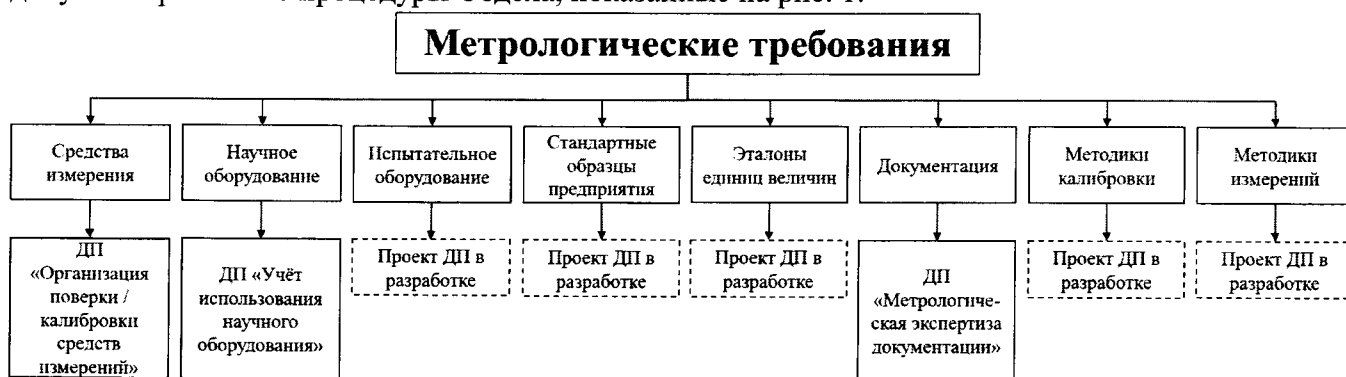 Метрологические требования
Средства
измерения
Научное
оборудование
Испытательное
оборудование
Стандартные
образцы
предприятия
Эталоны
единиц величин
Документация
Методики
калибровки
Методики
измерений
ДП
«Организация
поверки /
калибровки
средств
измерений»
ДП «Учёт
использования
научного
оборудования»
Проект ДП в
разработке
Проект ДП в
разработке
Проект ДП в
разработке
ДП
«Метрологиче-
ская экспертиза
документации»
Проект ДП в
разработке
Проект ДП в
разработке